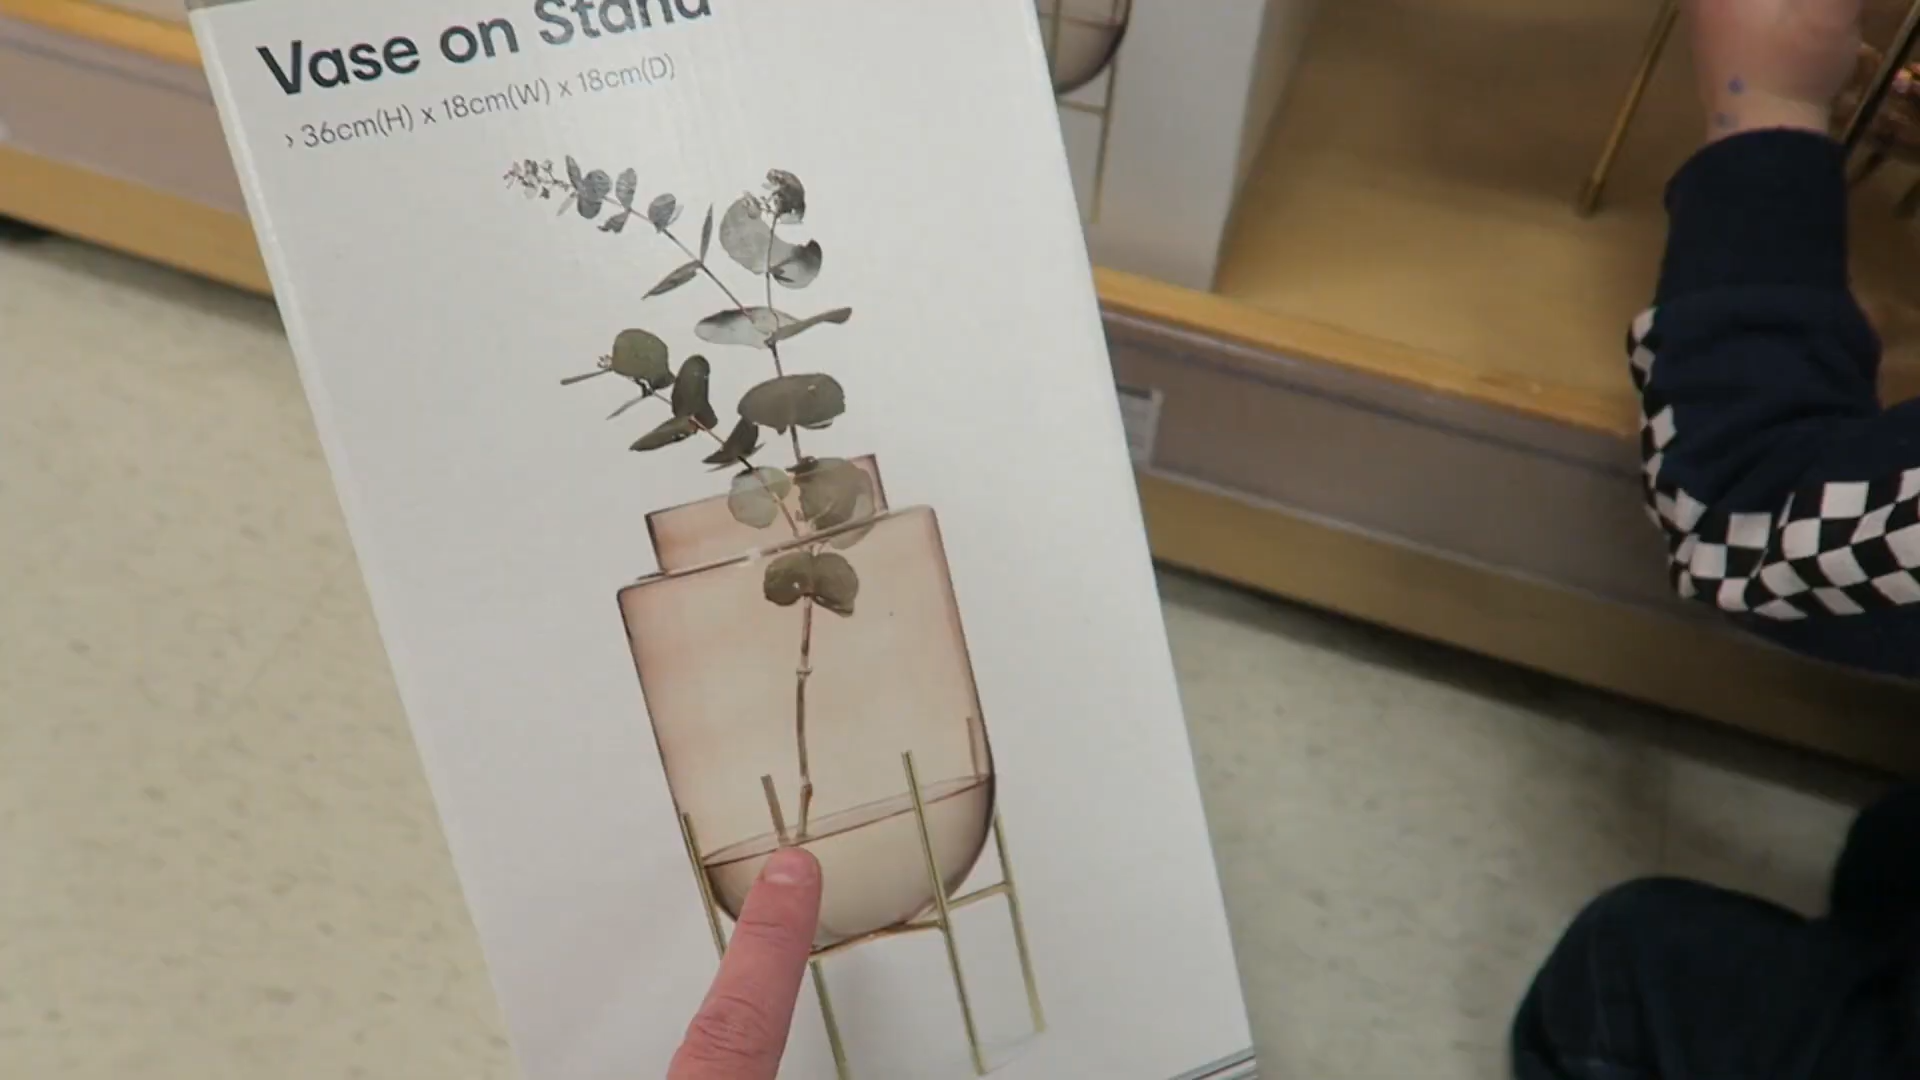 Vase on Stand
› 36cm(H) x 18cm(W) x 18cm(D)